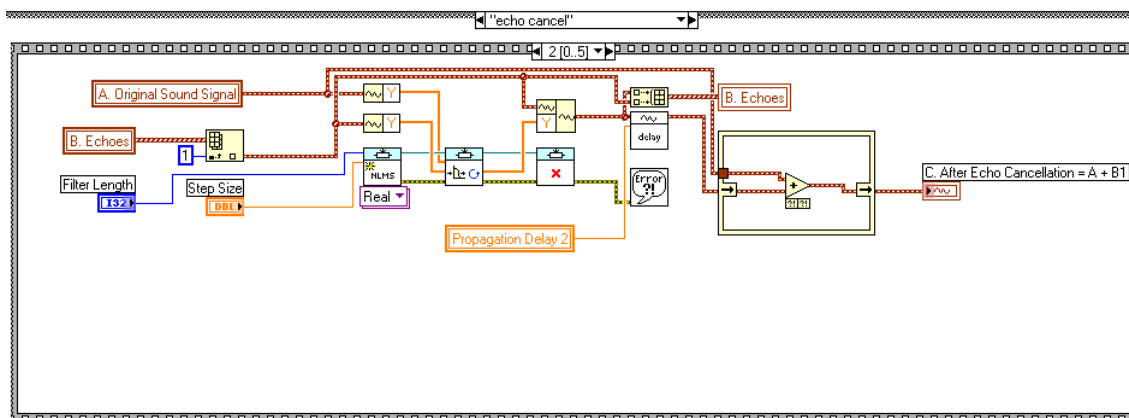 "echo cancel"
2 [0..5]
A. Original Sound Signal
B. Echoes
B. Echoes
Y
Y
Y
delay
1
Filter Length
I32
Step Size
DBL
NLMS
Real
Error
?!
Propagation Delay 2
+
?! ?!
C. After Echo Cancellation = A + B1